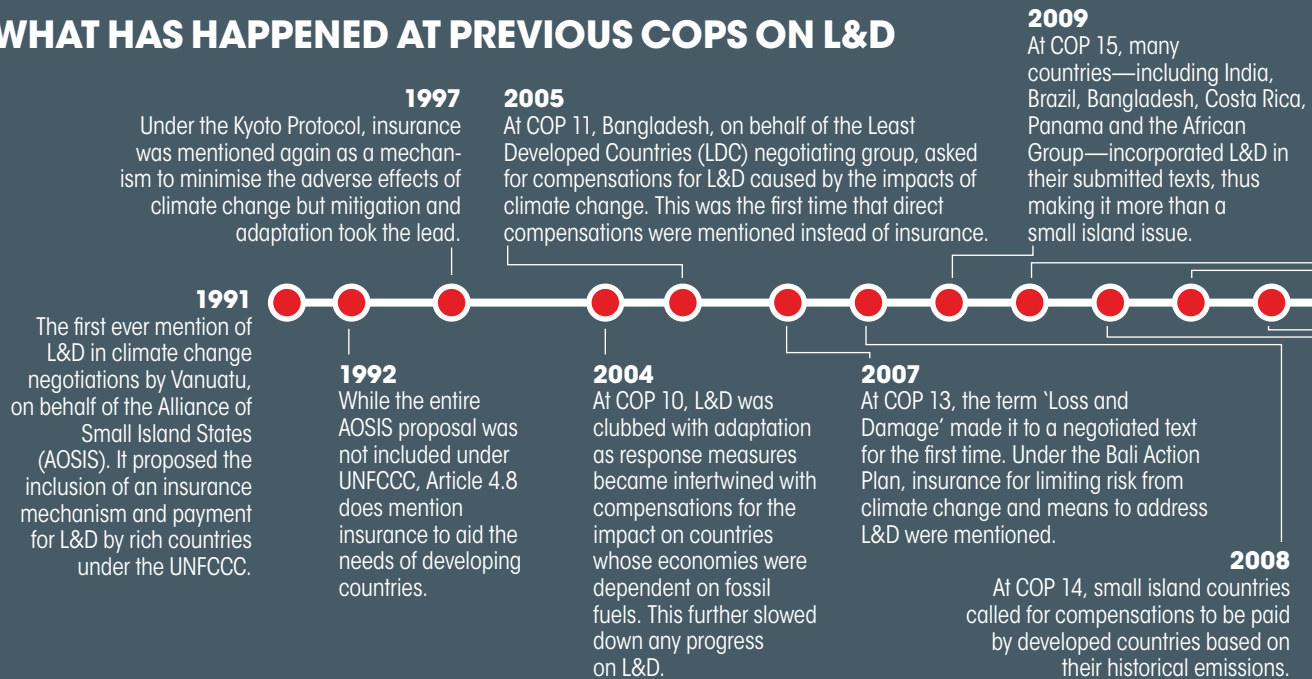 WHAT HAS HAPPENED AT PREVIOUS COPS ON L&D
1991
The first ever mention of
L&D in climate change
negotiations by Vanuatu,
on behalf of the Alliance of
Small Island States
(AOSIS). It proposed the
inclusion of an insurance
mechanism and payment
for L&D by rich countries
under the UNFCCC.
1992
While the entire
AOSIS proposal was
not included under
UNFCCC, Article 4.8
does mention
insurance to aid the
needs of developing
countries.
1997
Under the Kyoto Protocol, insurance
was mentioned again as a mechan-
ism to minimise the adverse effects of
climate change but mitigation and
adaptation took the lead.
2004
At COP 10, L&D was
clubbed with adaptation
as response measures
became intertwined with
compensations for the
impact on countries
whose economies were
dependent on fossil
fuels. This further slowed
down any progress
on L&D.
2005
At COP 11, Bangladesh, on behalf of the Least
Developed Countries (LDC) negotiating group, asked
for compensations for L&D caused by the impacts of
climate change. This was the first time that direct
compensations were mentioned instead of insurance.
2007
At COP 13, the term ‘Loss and
Damage’ made it to a negotiated text
for the first time. Under the Bali Action
Plan, insurance for limiting risk from
climate change and means to address
L&D were mentioned.
2008
At COP 14, small island countries
called for compensations to be paid
by developed countries based on
their historical emissions.
2009
At COP 15, many
countries—including India,
Brazil, Bangladesh, Costa Rica,
Panama and the African
Group—incorporated L&D in
their submitted texts, thus
making it more than a
small island issue.